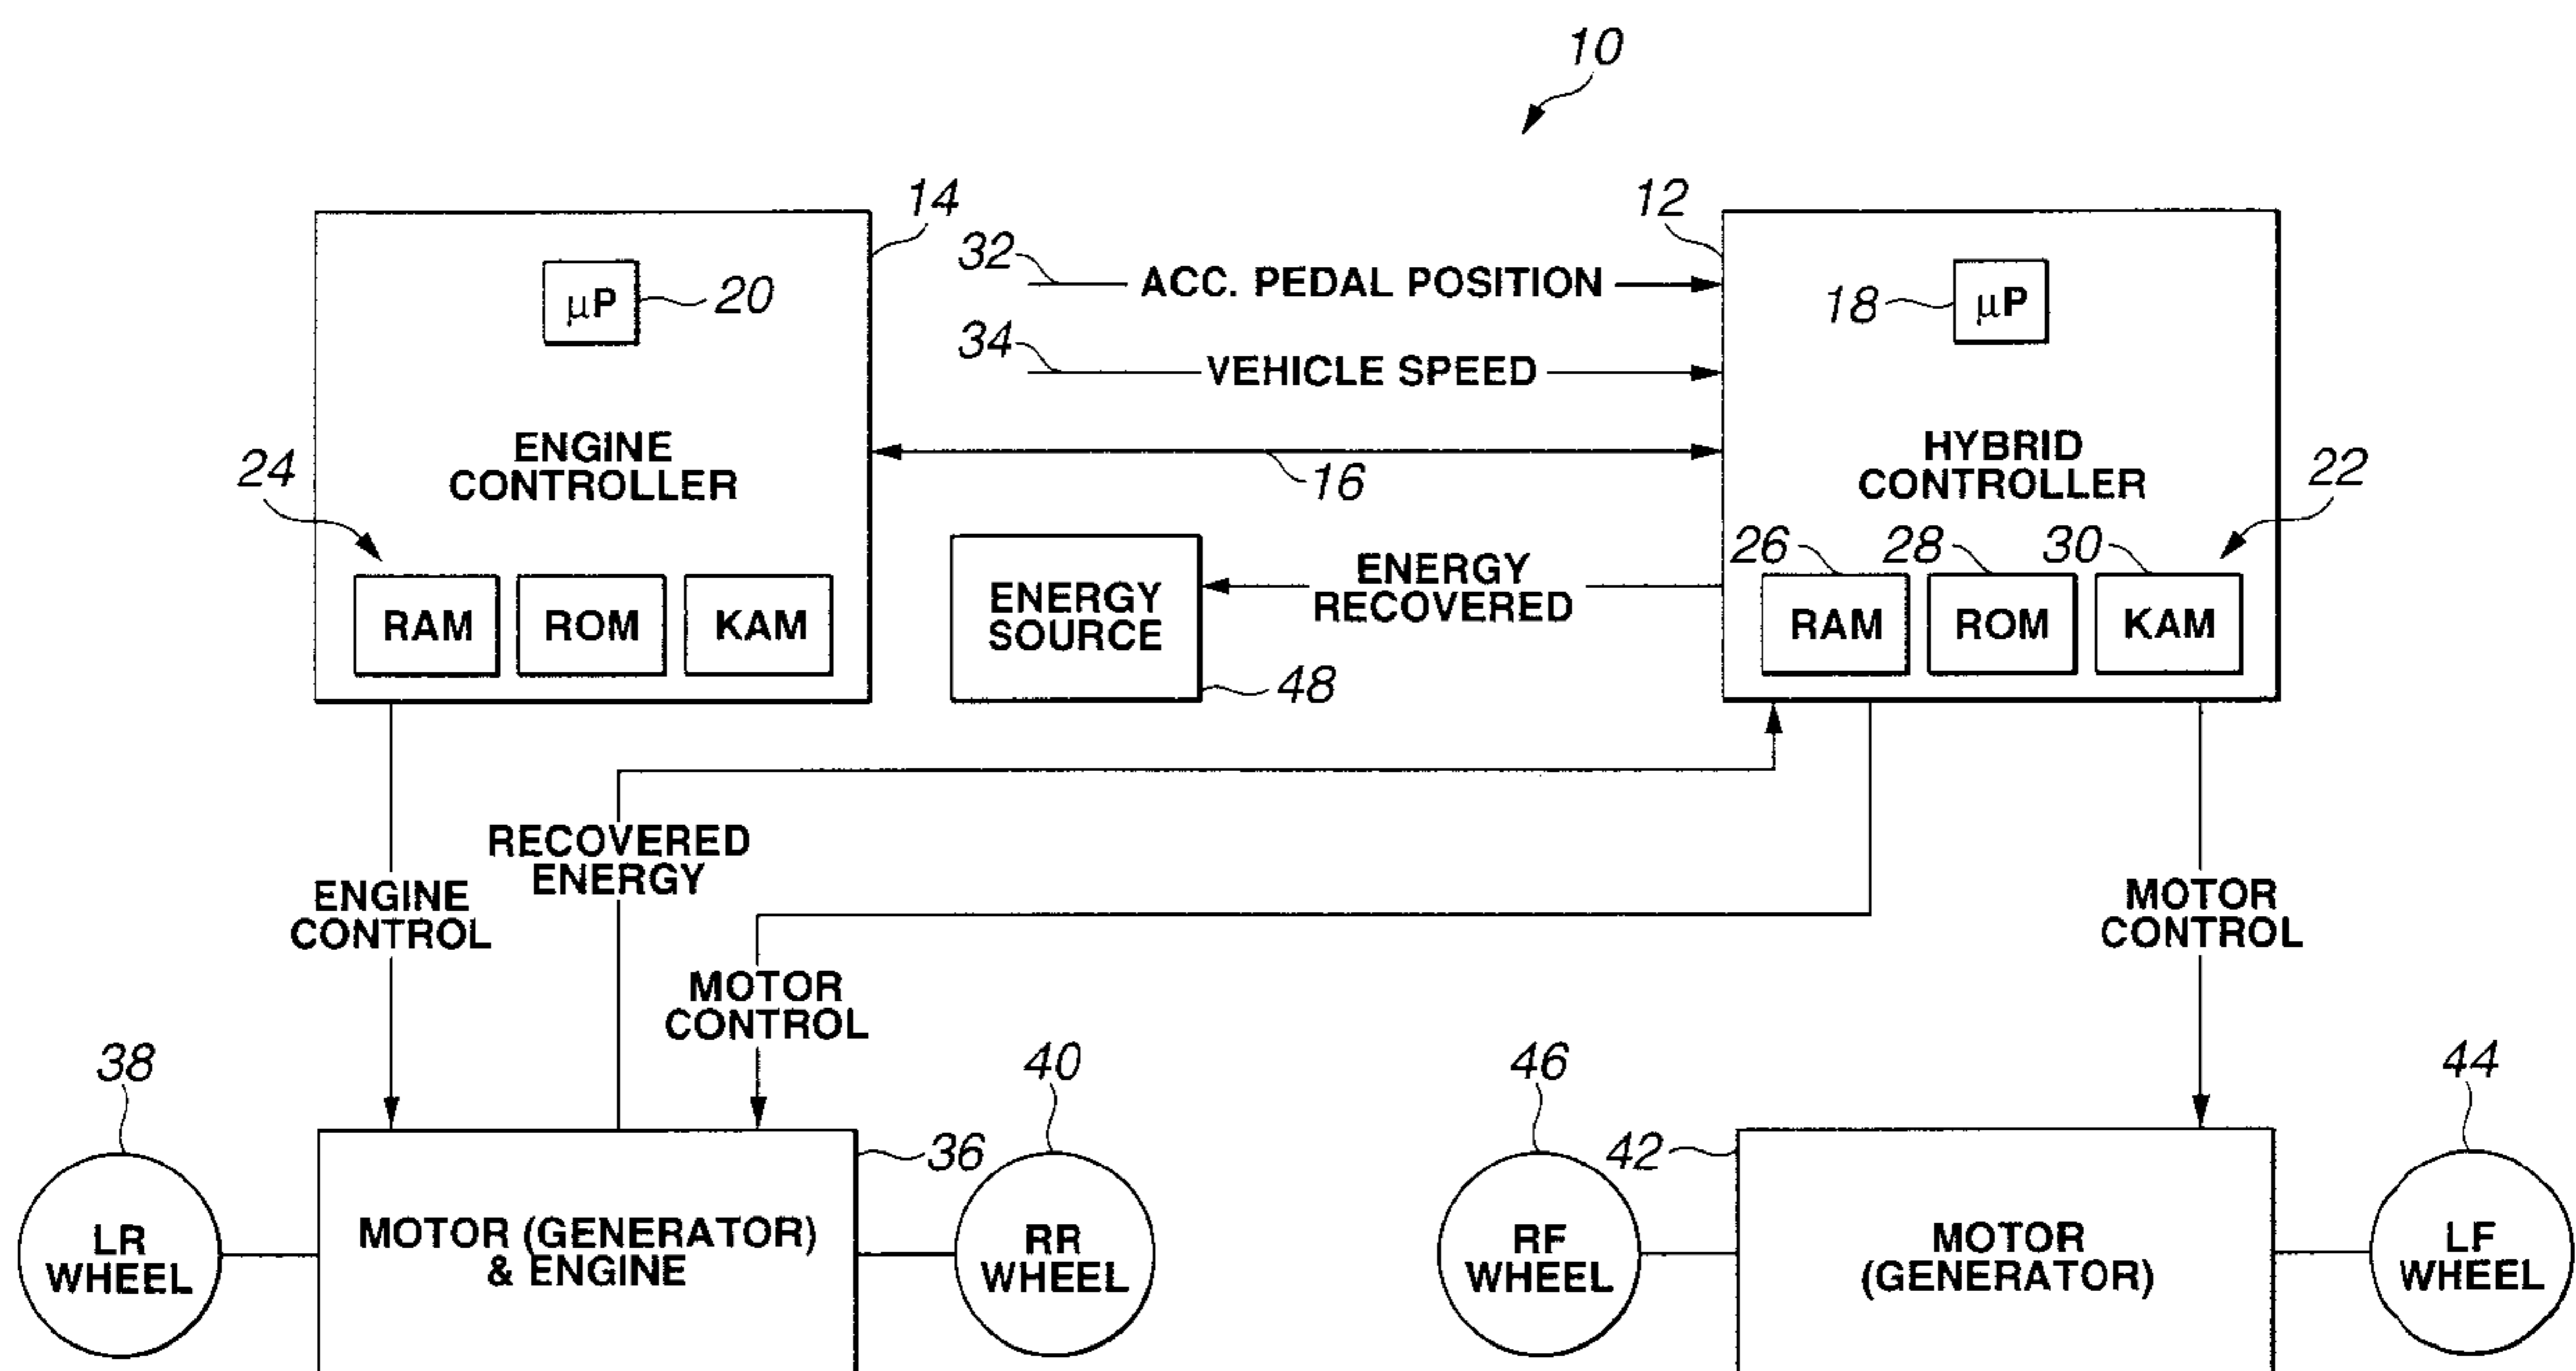 10
14
12
32
ACC. PEDAL POSITION
μP
20
18
μP
34
VEHICLE SPEED
ENGINE
CONTROLLER
24
16
HYBRID
CONTROLLER
22
26
28
30
ENERGY
RECOVERED
ENERGY
SOURCE
48
RAM
ROM
KAM
RAM
ROM
KAM
RECOVERED
ENERGY
ENGINE
CONTROL
MOTOR
CONTROL
MOTOR
CONTROL
38
40
46
44
36
42
LR
WHEEL
MOTOR (GENERATOR)
& ENGINE
RR
WHEEL
RF
WHEEL
MOTOR
(GENERATOR)
LF
WHEEL